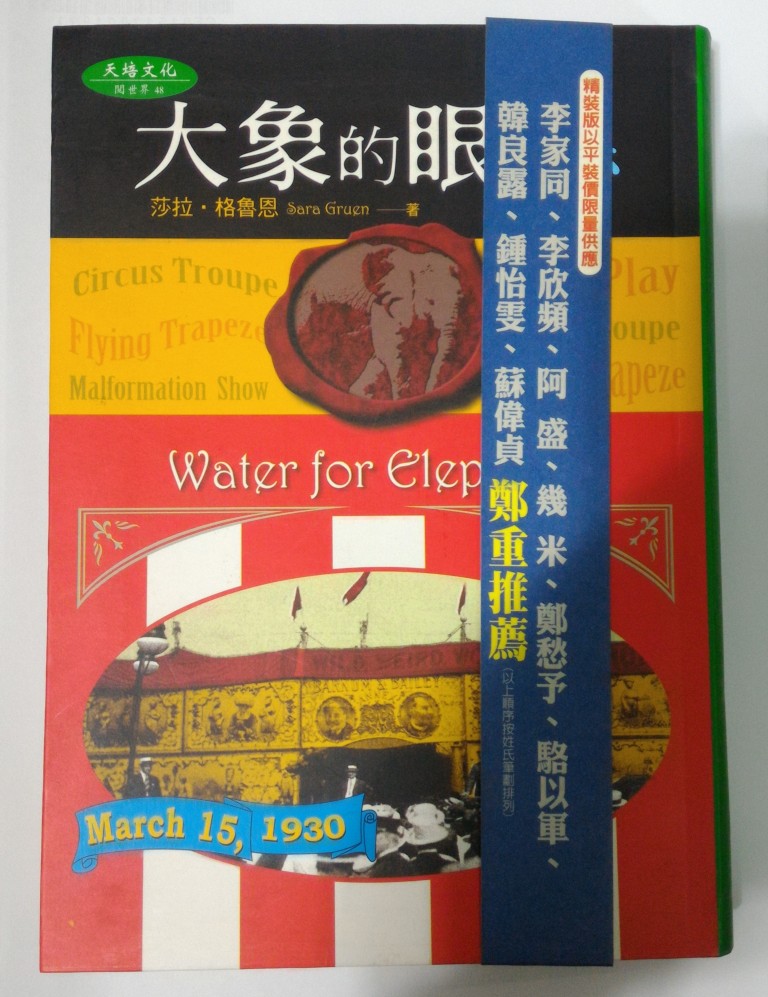 天培文化
閱世界 48
大象的眼
莎拉·格魯恩 Sara Gruen ——著
Circus Troupe
Flying Trapeze
Malformation Show
Play
oupe
apeze
Water for Elep
WILD WEIRD WO
March 15, 1930
精裝版以平裝價限量供應
李家同、李欣頻、阿盛、幾米、鄭愁予、駱以軍、
韓良露、鍾怡雯、蘇偉貞 鄭重推薦
(以上順序按姓氏筆劃排列)